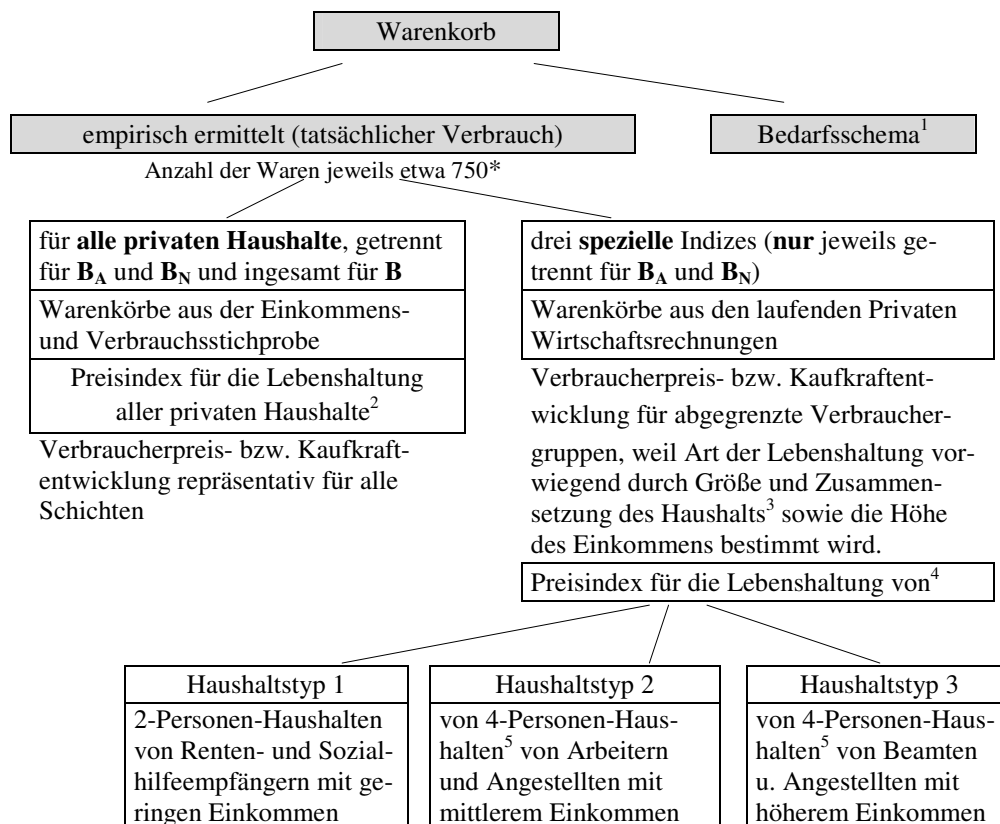 Warenkorb
empirisch ermittelt (tatsächlicher Verbrauch)
Bedarfsschema¹
Anzahl der Waren jeweils etwa 750*
für alle privaten Haushalte, getrennt
für B_A und B_N und ingesamt für B
Warenkörbe aus der Einkommens-
und Verbrauchsstichprobe
Preisindex für die Lebenshaltung
aller privaten Haushalte²
Verbraucherpreis- bzw. Kaufkraft-
entwicklung repräsentativ für alle
Schichten
drei spezielle Indizes (nur jeweils ge-
trennt für B_A und B_N)
Warenkörbe aus den laufenden Privaten
Wirtschaftsrechnungen
Verbraucherpreis- bzw. Kaufkraftent-
wicklung für abgegrenzte Verbraucher-
gruppen, weil Art der Lebenshaltung vor-
wiegend durch Größe und Zusammen-
setzung des Haushalts³ sowie die Höhe
des Einkommens bestimmt wird.
Preisindex für die Lebenshaltung von⁴
Haushaltstyp 1
2-Personen-Haushalten
von Renten- und Sozial-
hilfeempfängern mit ge-
ringen Einkommen
Haushaltstyp 2
von 4-Personen-Haus-
halten⁵ von Arbeitern
und Angestellten mit
mittlerem Einkommen
Haushaltstyp 3
von 4-Personen-Haus-
halten⁵ von Beamten
u. Angestellten mit
höherem Einkommen